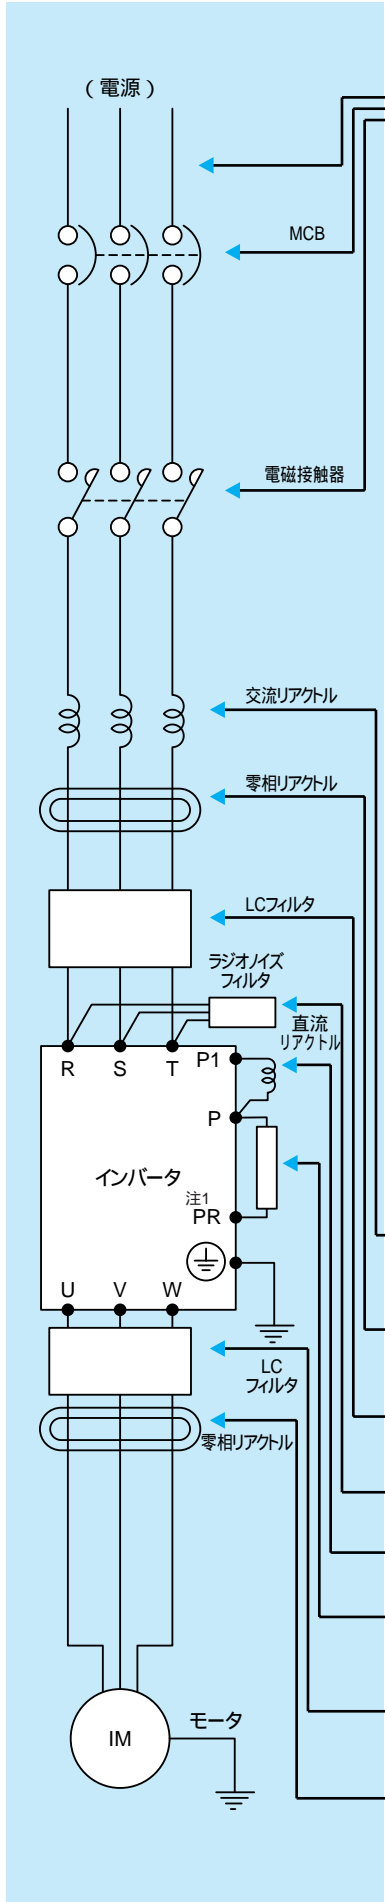 (電源)
MCB
電磁接触器
交流リアクトル
零相リアクトル
LCフィルタ
ラジオノイズ
フィルタ
直流
リアクトル
R S T P1
P
インバータ
注1
PR
U V W
LC
フィルタ
零相リアクトル
モータ
IM